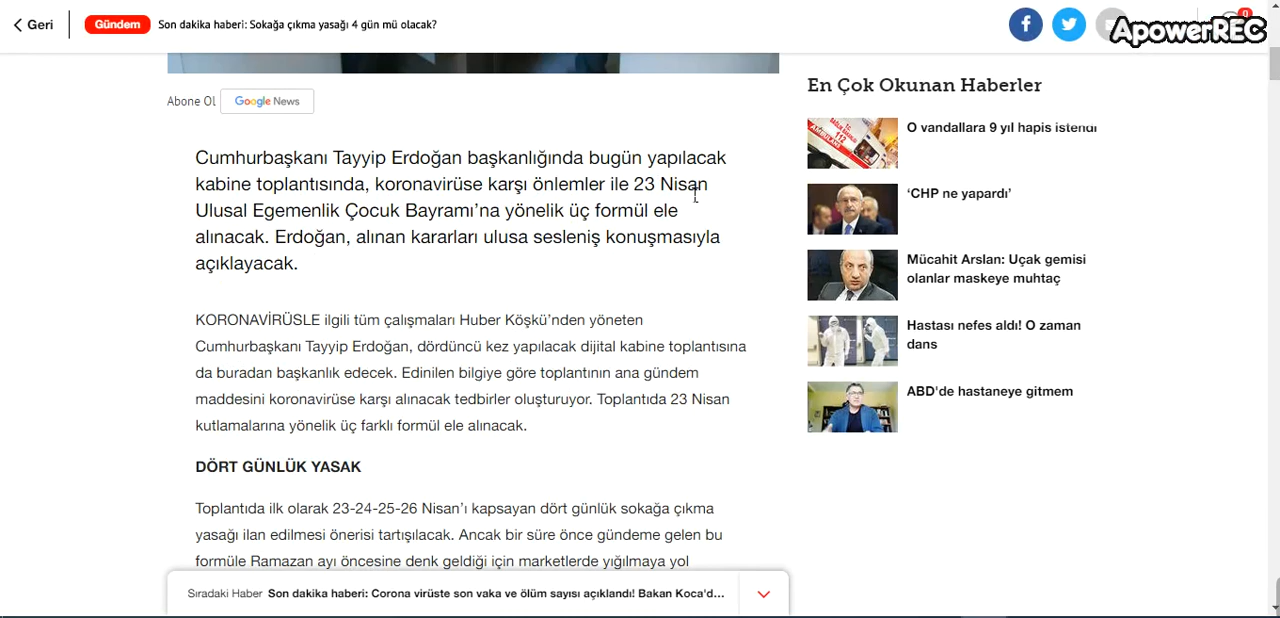 Geri
Gündem
Son dakika haberi: Sokağa çıkma yasağı 4 gün mü olacak?
0
ApowerREC
Abone Ol
Google News
Cumhurbaşkanı Tayyip Erdoğan başkanlığında bugün yapılacak
kabine toplantısında, koronavirüse karşı önlemler ile 23 Nisan
Ulusal Egemenlik Çocuk Bayramı’na yönelik üç formül ele
alınacak. Erdoğan, alınan kararları ulusa sesleniş konuşmasıyla
açıklayacak.
KORONAVİRÜSLE ilgili tüm çalışmaları Huber Köşkü’nden yöneten
Cumhurbaşkanı Tayyip Erdoğan, dördüncü kez yapılacak dijital kabine toplantısına
da buradan başkanlık edecek. Edinilen bilgiye göre toplantının ana gündem
maddesini koronavirüse karşı alınacak tedbirler oluşturuyor. Toplantıda 23 Nisan
kutlamalarına yönelik üç farklı formül ele alınacak.
DÖRT GÜNLÜK YASAK
Toplantıda ilk olarak 23-24-25-26 Nisan’ı kapsayan dört günlük sokağa çıkma
yasağı ilan edilmesi önerisi tartışılacak. Ancak bir süre önce gündeme gelen bu
formüle Ramazan ayı öncesine denk geldiği için marketlerde yığılmaya yol
Sıradaki Haber Son dakika haberi: Corona virüste son vaka ve ölüm sayısı açıklandı! Bakan Koca'd...
En Çok Okunan Haberler
112
AMBULANS
O vandallara 9 yıl hapis istendi
‘CHP ne yapardı’
Mücahit Arslan: Uçak gemisi
olanlar maskeye muhtaç
Hastası nefes aldı! O zaman
dans
ABD'de hastaneye gitmem